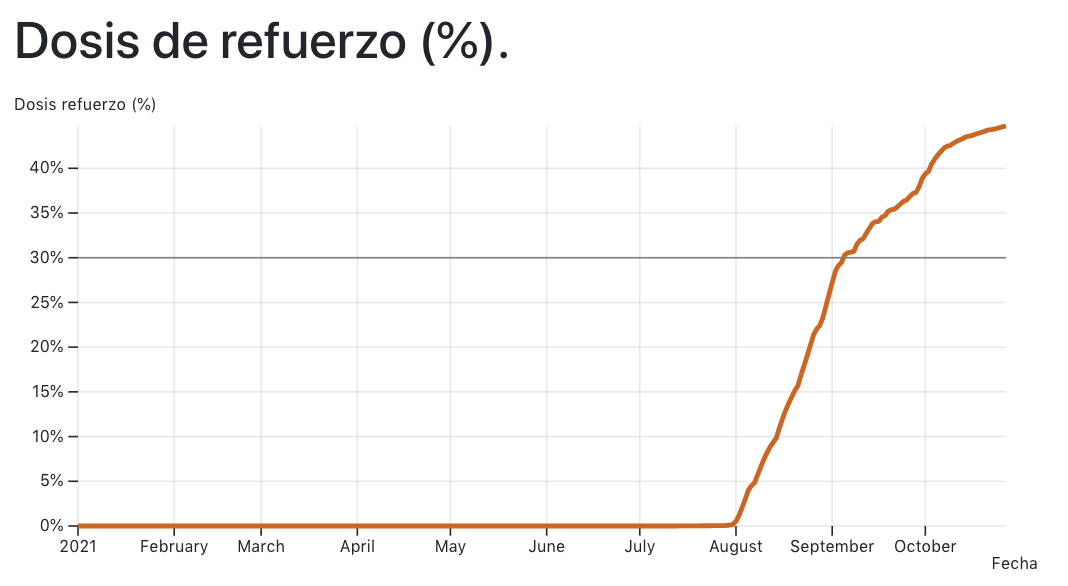 Dosis de refuerzo (%).
Dosis refuerzo (%)
40%
35%
30%
25%
20%
15%
10%
5%
0%
2021 February March April May June July August September October
Fecha